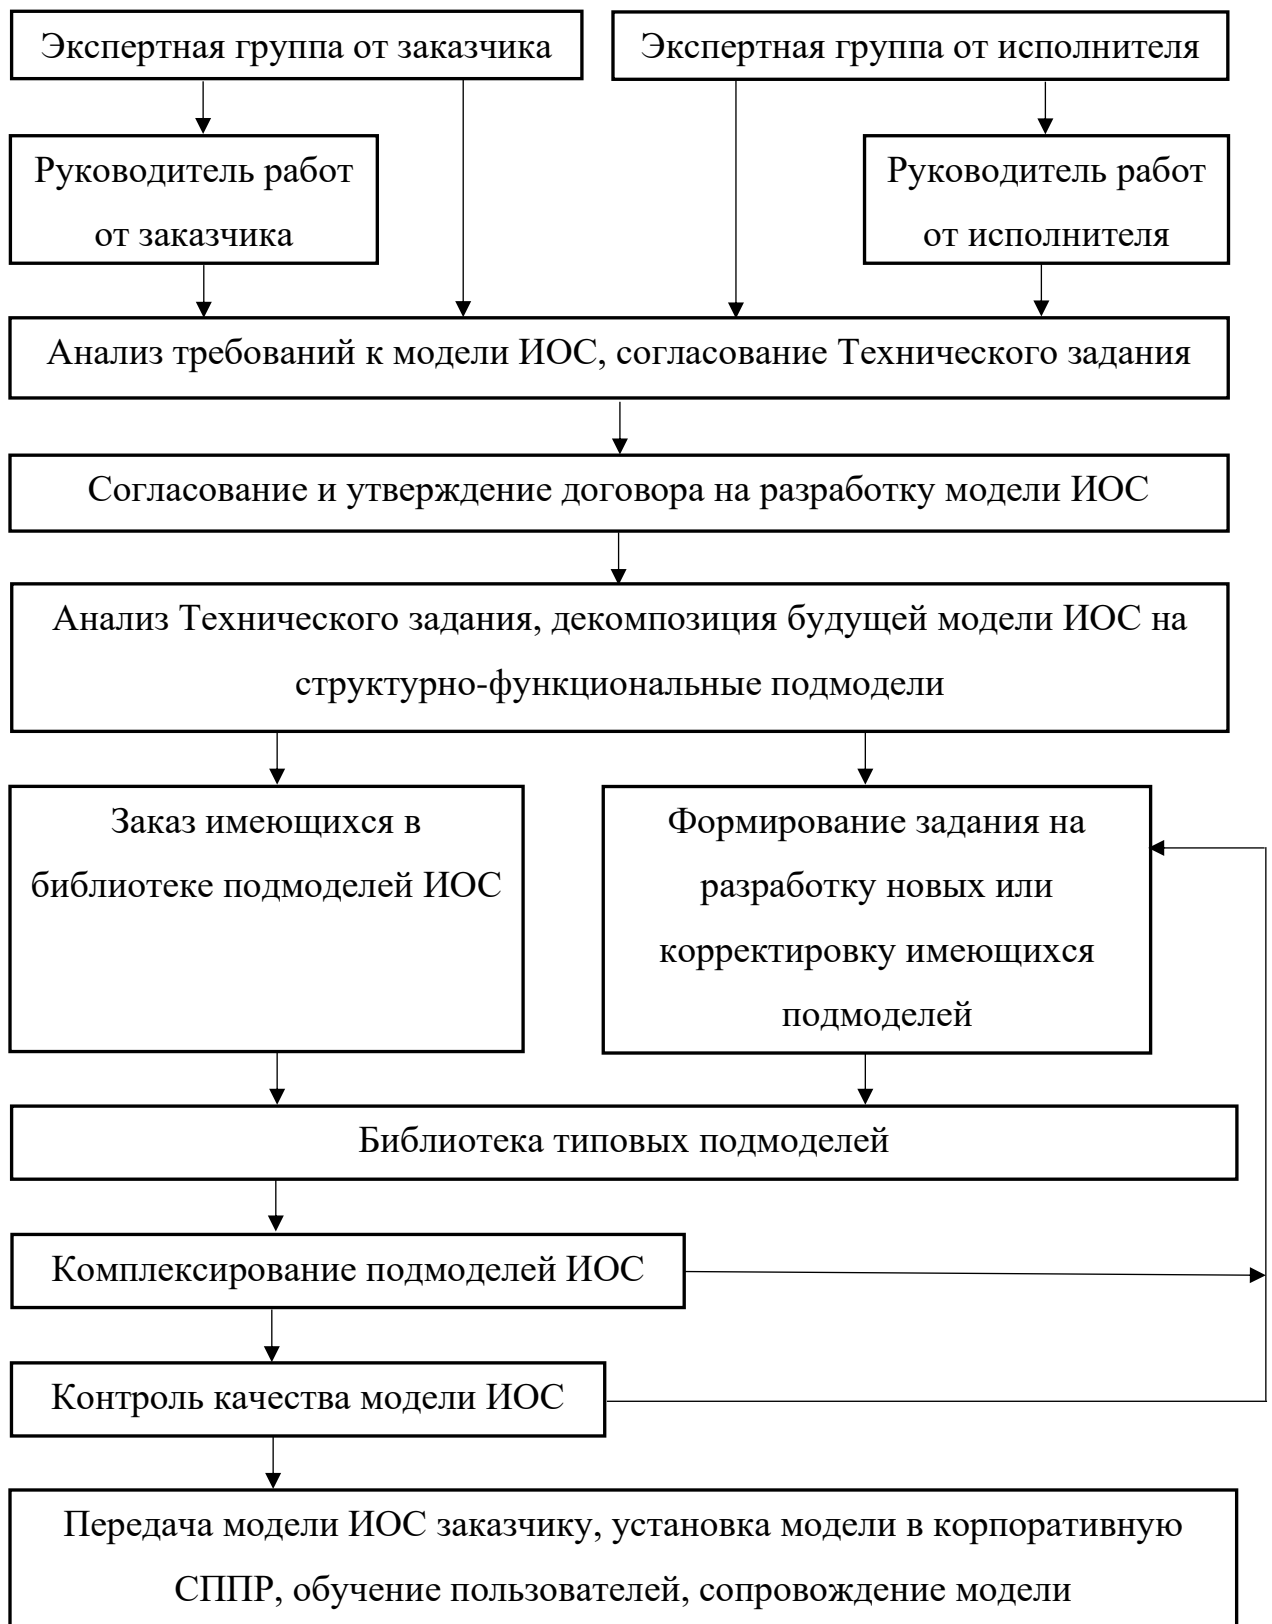 Экспертная группа от заказчика
Экспертная группа от исполнителя
Руководитель работ
от заказчика
Руководитель работ
от исполнителя
Анализ требований к модели ИОС, согласование Технического задания
Согласование и утверждение договора на разработку модели ИОС
Анализ Технического задания, декомпозиция будущей модели ИОС на
структурно-функциональные подмодели
Заказ имеющихся в
библиотеке подмоделей ИОС
Формирование задания на
разработку новых или
корректировку имеющихся
подмоделей
Библиотека типовых подмоделей
Комплексирование подмоделей ИОС
Контроль качества модели ИОС
Передача модели ИОС заказчику, установка модели в корпоративную
СППР, обучение пользователей, сопровождение модели